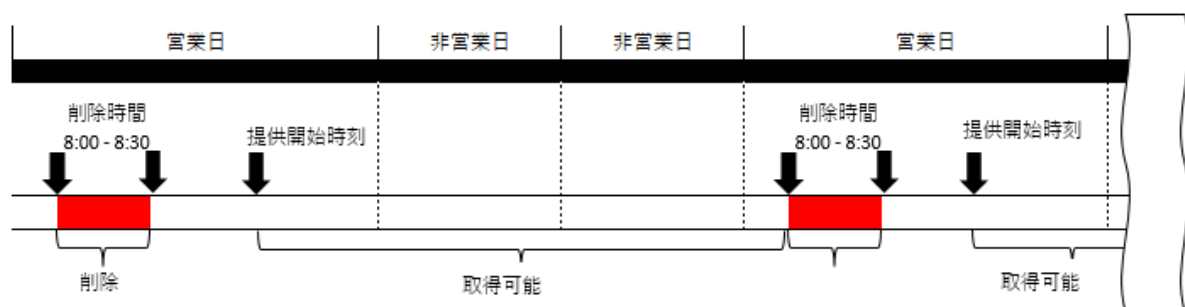 営業日
非営業日
非営業日
営業日
削除時間
8:00 - 8:30
提供開始時刻
削除時間
8:00 - 8:30
提供開始時刻
削除
取得可能
取得可能